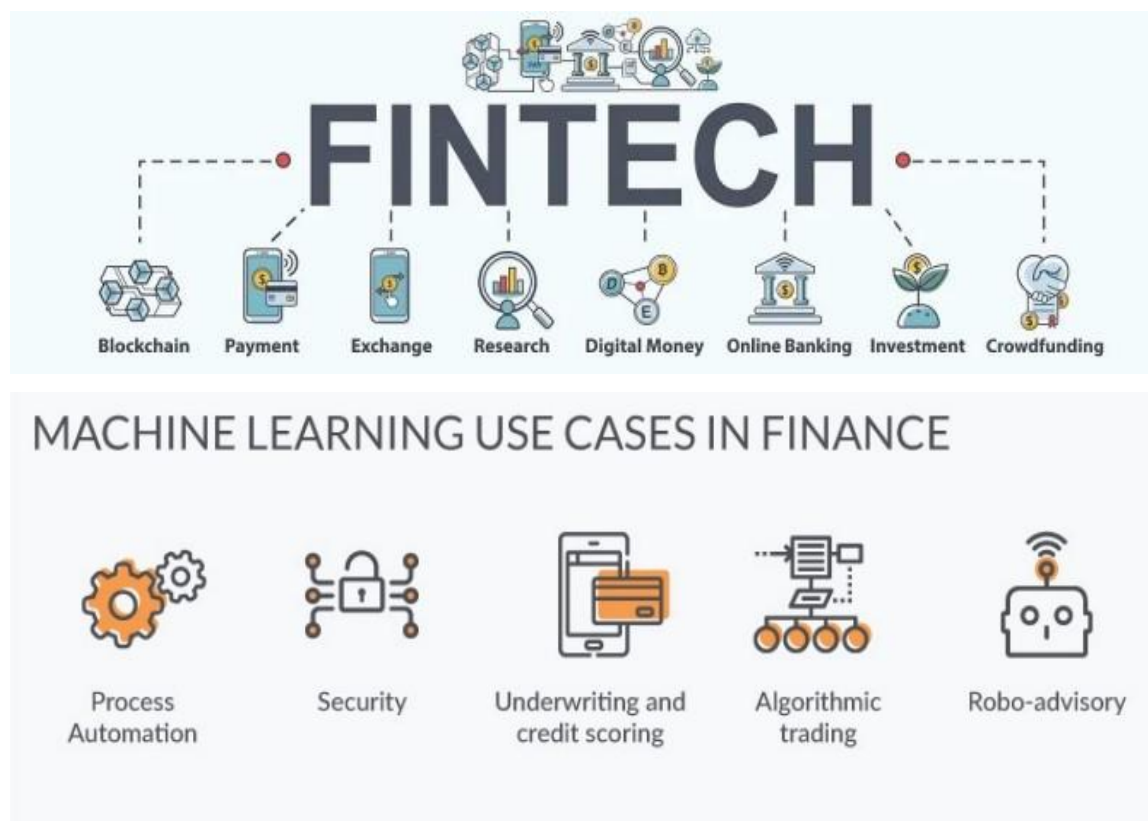 FINTECH
Blockchain
Payment
Exchange
Research
Digital Money
Online Banking
Investment
Crowdfunding
MACHINE LEARNING USE CASES IN FINANCE
Process
Automation
Security
Underwriting and
credit scoring
Algorithmic
trading
Robo-advisory